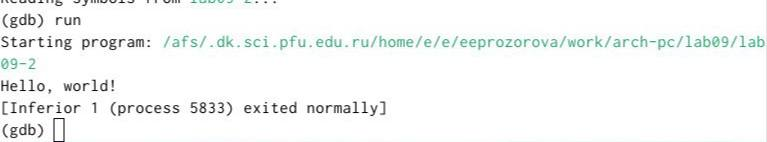 Reading symbols from lab09-2...
(gdb) run
Starting program: /afs/.dk.sci.pfu.edu.ru/home/e/e/eeprozorova/work/arch-pc/lab09/lab
09-2
Hello, world!
[Inferior 1 (process 5833) exited normally]
(gdb)